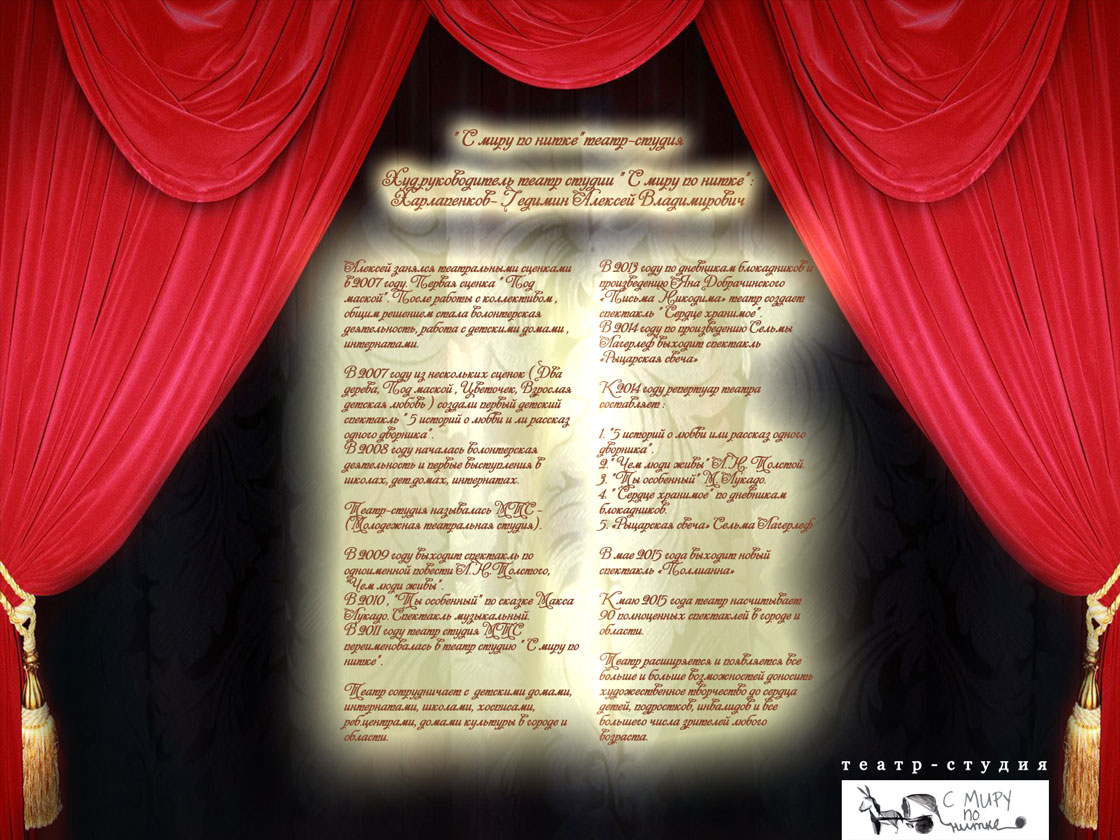 " С миру по нитке" театр-студия
Худ.руководитель театр студии " С миру по нитке" :
Харлапенков- Гедимин Алексей Владимирович
Алексей занялся театральными сценками
в 2007 году. Первая сценка " Под
маской". После работы с коллективом ,
общим решением стала волонтерская
деятельность, работа с детскими домами ,
интернатами.
В 2007 году из нескольких сценок ( Два
дерева, Под маской , Цветочек, Взрослая
детская любовь ) создали первый детский
спектакль " 5 историй о любви и ли рассказ
одного дворника".
В 2008 году началась волонтерская
деятельность и первые выступления в
школах, дет.домах, интернатах.
Театр-студия называлась МТС -
(Молодежная театральная студия).
В 2009 году выходит спектакль по
одноименной повести Л.Н.Толстого,
"Чем люди живы".
В 2010 , "Ты особенный" по сказке Макса
Лукадо. Спектакль музыкальный.
В 2011 году театр студия МТС
переименовалась в театр студию " С миру по
нитке".
Театр сотрудничает с детскими домами,
интернатами, школами, хосписами,
реб.центрами, домами культуры в городе и
области.
В 2013 году по дневникам блокадников и
произведению Яна Добрачинского
«Письма Никодима» театр создает
спектакль " Сердце хранимое".
В 2014 году по произведению Сельмы
Лагерлеф выходит спектакль
«Рыцарская свеча»
К 2014 году репертуар театра
составляет :
1. "5 историй о любви или рассказ одного
дворника".
2." Чем люди живы" Л.Н. Толстой.
3. "Ты особенный" М.Лукадо.
4. " Сердце хранимое" по дневникам
блокадников.
5. «Рыцарская свеча» Сельма Лагерлеф
В мае 2015 года выходит новый
спектакль «Поллианна»
К маю 2015 года театр насчитывает
90 полноценных спектаклей в городе и
области.
Театр расширяется и появляется все
больше и больше возможностей доносить
художественное творчество до сердца
детей, подростков, инвалидов и все
большего числа зрителей любого
возраста.
театр-студия
С МИРУ
ПО
НИТКЕ